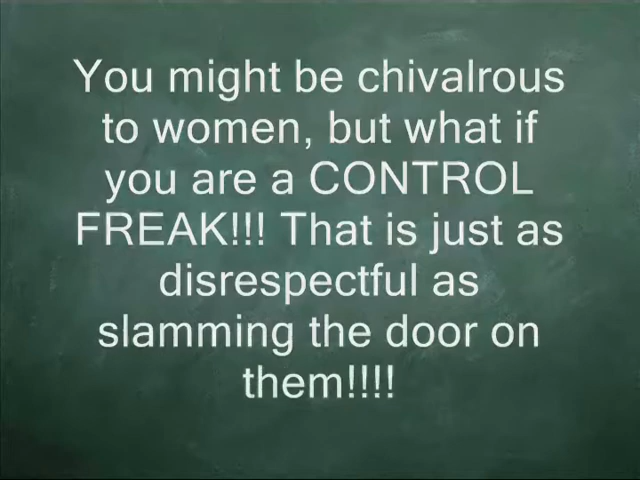 You might be chivalrous
to women, but what if
you are a CONTROL
FREAK!!! That is just as
disrespectful as
slamming the door on
them!!!!